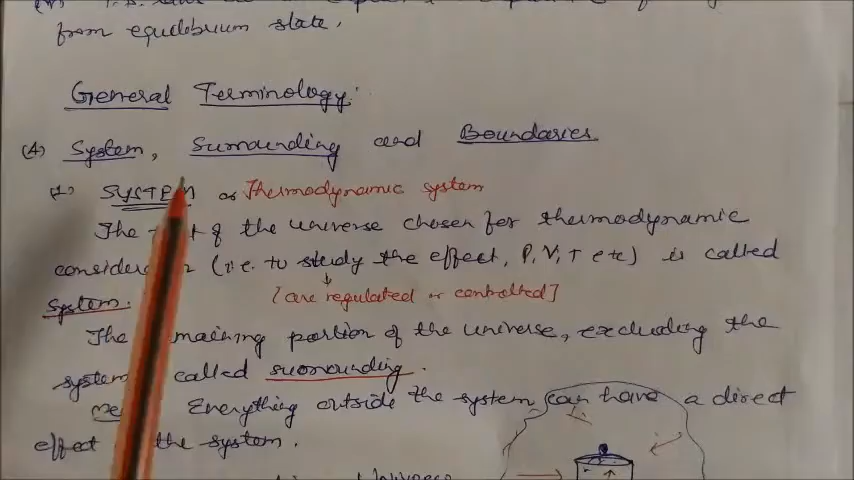 from equilibrium state.
General Terminology:
(A) System, Surrounding and Boundaries
SYSTEM or Thermodynamic system
The of the universe chosen for thermodynamic
(i.e. to study the effect, P, V, T etc) is called
System. [are regulated or controlled]
The portion of the universe, excluding the
system called surrounding.
Everything outside the system can have a direct
effect the system.